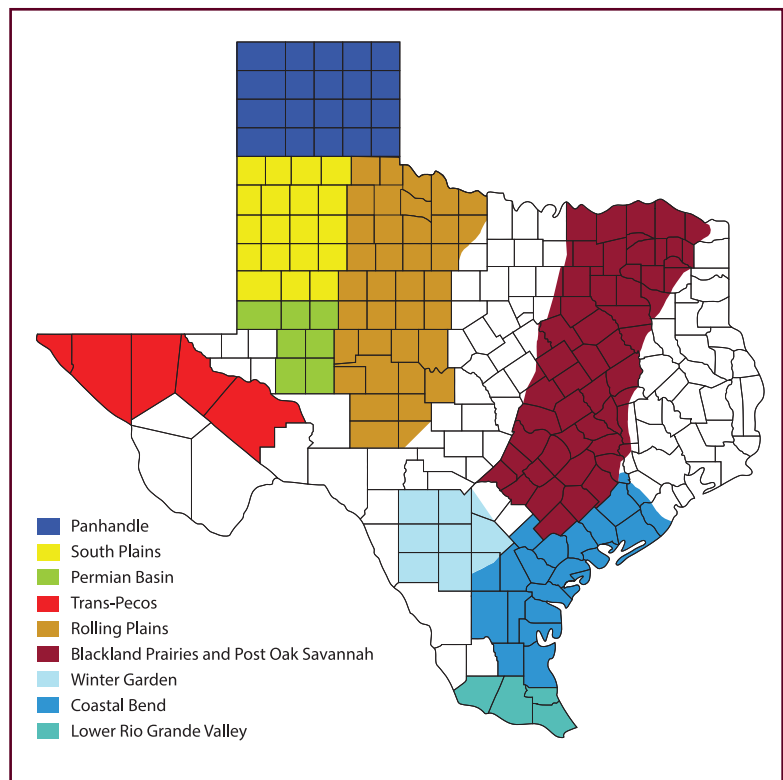 Panhandle
South Plains
Permian Basin
Trans-Pecos
Rolling Plains
Blackland Prairies and Post Oak Savannah
Winter Garden
Coastal Bend
Lower Rio Grande Valley